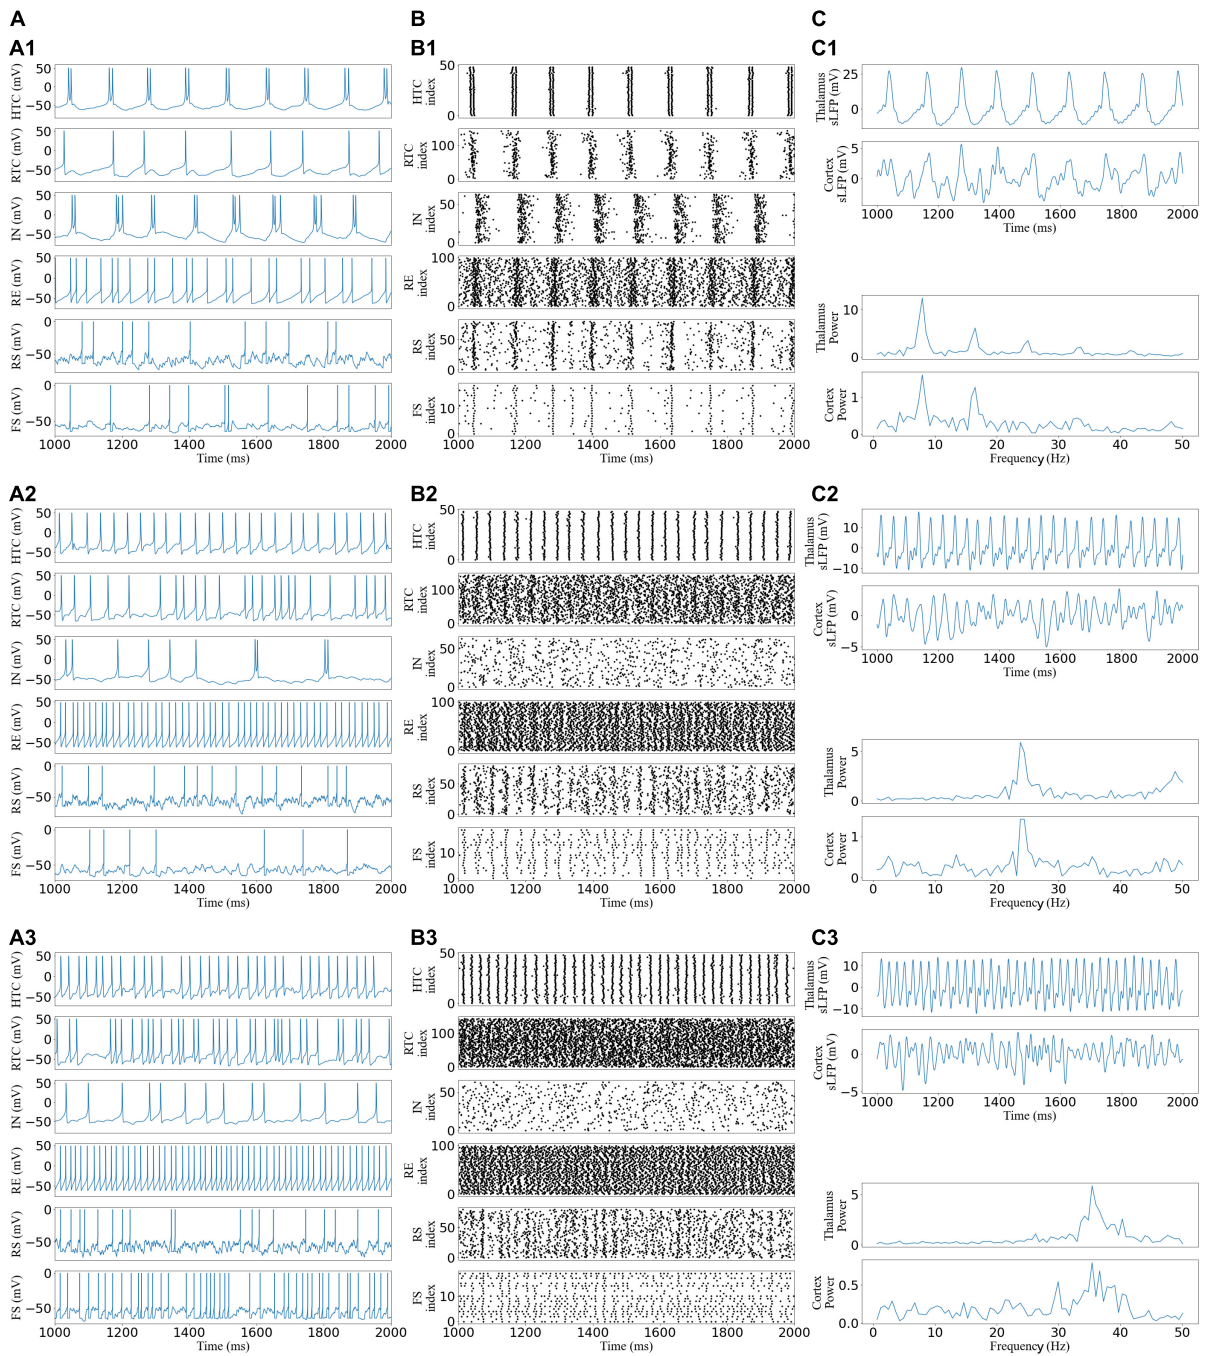 A
B
C
A1
B1
C1
HTC (mV)
50
0
−50
RTC (mV)
50
0
−50
IN (mV)
50
0
−50
RE (mV)
50
0
−50
RS (mV)
0
−50
FS (mV)
0
−50
1000 1200 1400 1600 1800 2000
Time (ms)
HTC index
50
0
RTC index
100
0
IN index
50
0
RE index
100
0
RS index
50
0
FS index
10
0
1000 1200 1400 1600 1800 2000
Time (ms)
Thalamus sLFP (mV)
25
0
Cortex sLFP (mV)
5
0
1000 1200 1400 1600 1800 2000
Time (ms)
Thalamus Power
10
0
Cortex Power
1
0
0 10 20 30 40 50
Frequency (Hz)
A2
B2
C2
HTC (mV)
50
0
−50
RTC (mV)
50
0
−50
IN (mV)
50
0
−50
RE (mV)
50
0
−50
RS (mV)
0
−50
FS (mV)
0
−50
1000 1200 1400 1600 1800 2000
Time (ms)
HTC index
50
0
RTC index
100
0
IN index
50
0
RE index
100
0
RS index
50
0
FS index
10
0
1000 1200 1400 1600 1800 2000
Time (ms)
Thalamus sLFP (mV)
10
0
−10
Cortex sLFP (mV)
0
−5
1000 1200 1400 1600 1800 2000
Time (ms)
Thalamus Power
5
0
Cortex Power
1
0
0 10 20 30 40 50
Frequency (Hz)
A3
B3
C3
HTC (mV)
50
0
−50
RTC (mV)
50
0
−50
IN (mV)
50
0
−50
RE (mV)
50
0
−50
RS (mV)
0
−50
FS (mV)
0
−50
1000 1200 1400 1600 1800 2000
Time (ms)
HTC index
50
0
RTC index
100
0
IN index
50
0
RE index
100
0
RS index
50
0
FS index
10
0
1000 1200 1400 1600 1800 2000
Time (ms)
Thalamus sLFP (mV)
10
0
−10
Cortex sLFP (mV)
0
−5
1000 1200 1400 1600 1800 2000
Time (ms)
Thalamus Power
5
0
Cortex Power
0.5
0.0
0 10 20 30 40 50
Frequency (Hz)